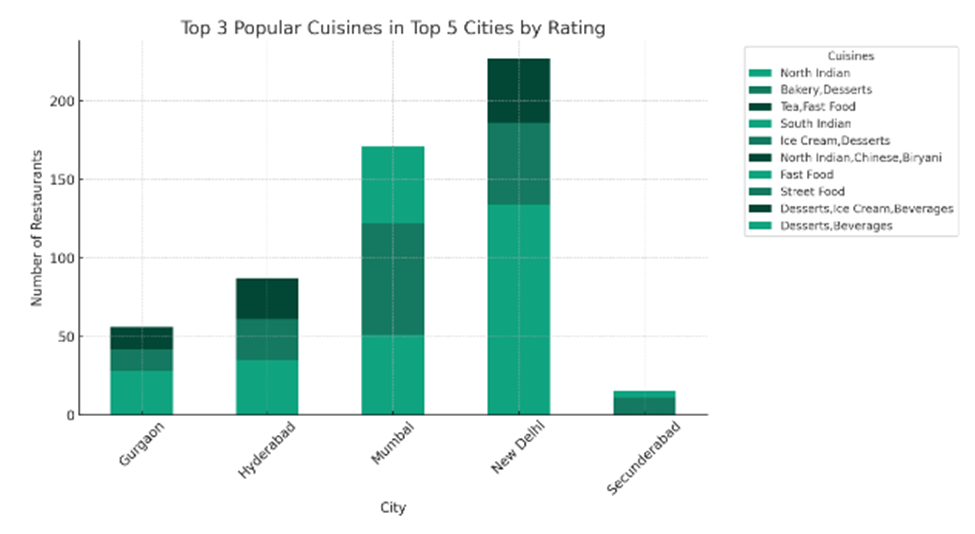 Top 3 Popular Cuisines in Top 5 Cities by Rating
Number of Restaurants
200
150
100
50
0
Gurgaon
Hyderabad
Mumbai
New Delhi
Secunderabad
City
Cuisines
North Indian
Bakery,Desserts
Tea,Fast Food
South Indian
Ice Cream,Desserts
North Indian,Chinese,Biryani
Fast Food
Street Food
Desserts,Ice Cream,Beverages
Desserts,Beverages